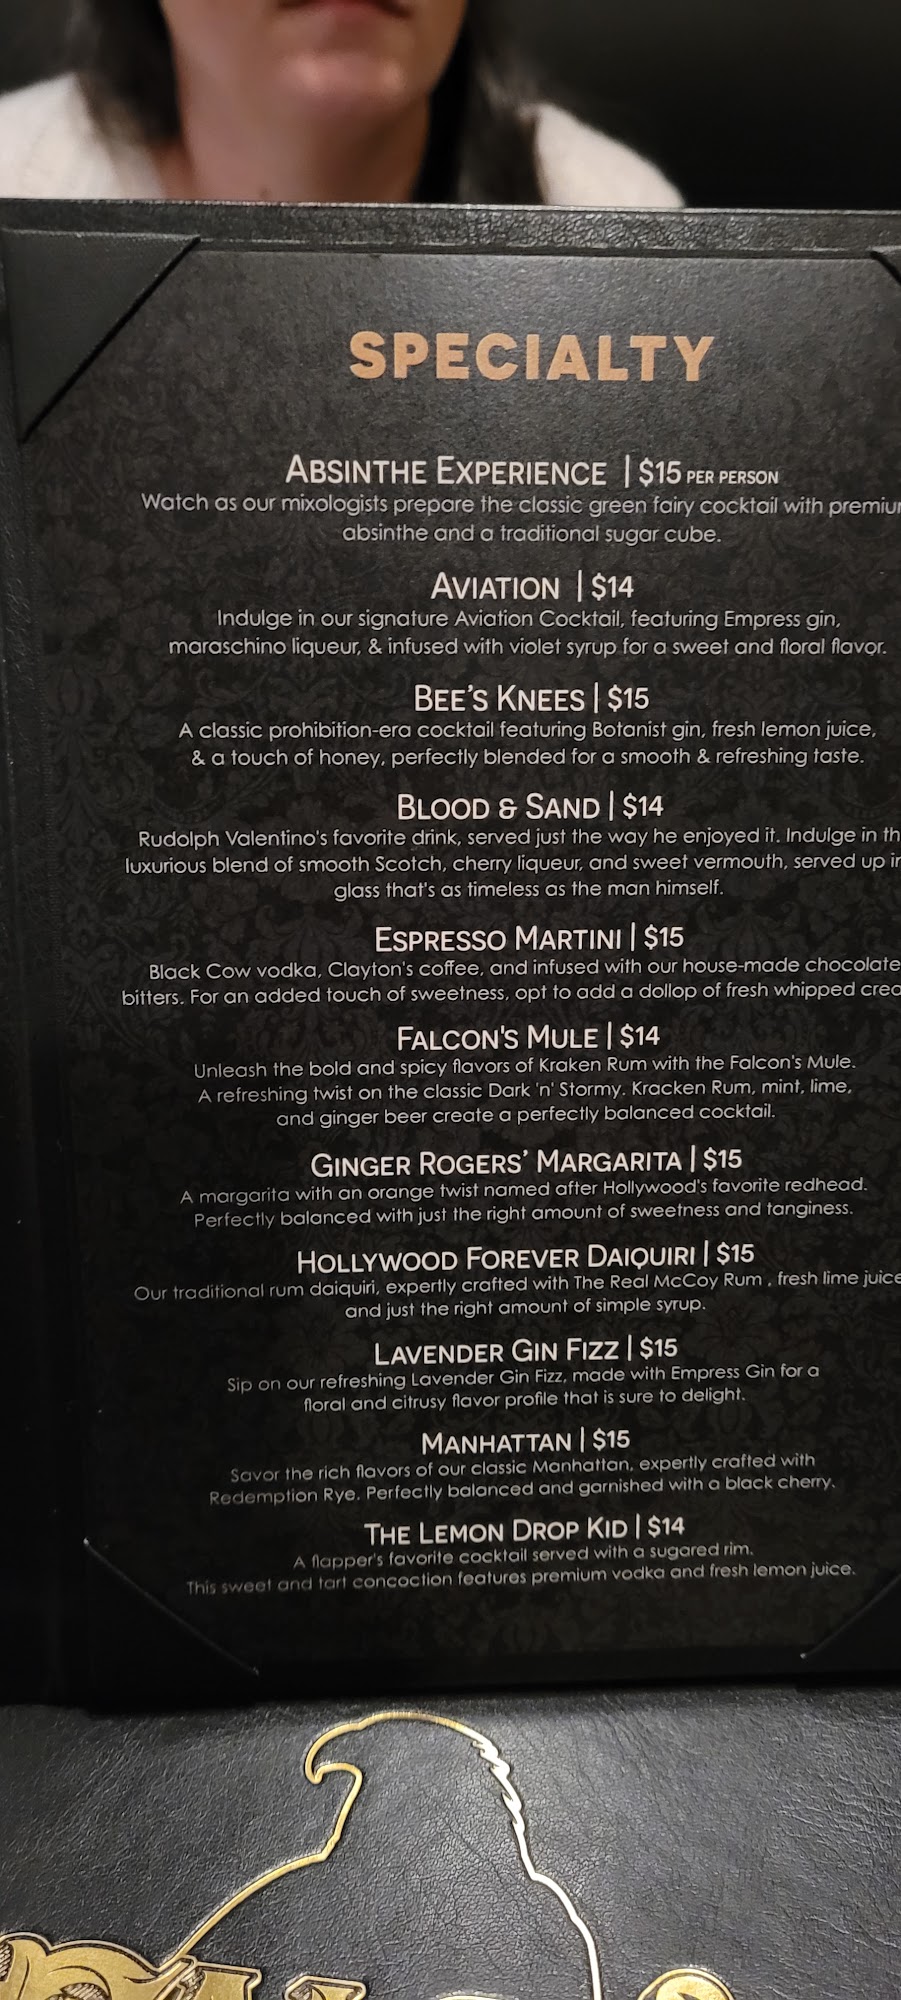 SPECIALTY
ABSINTHE EXPERIENCE | $15 PER PERSON
Watch as our mixologists prepare the classic green fairy cocktail with
absinthe and a traditional sugar cube.
AVIATION | $14
Indulge in our signature Aviation Cocktail, featuring Empress gin,
maraschino liqueur, & infused with violet syrup for a sweet and floral flavor.
BEE'S KNEES | $15
A classic prohibition-era cocktail featuring Botanist gin, fresh lemon juice,
& a touch of honey, perfectly blended for a smooth & refreshing taste.
BLOOD & SAND | $14
Rudolph Valentino's favorite drink, served just the way he enjoyed it. Indulge in
luxurious blend of smooth Scotch, cherry liqueur, and sweet vermouth, served up
glass that's as timeless as the man himself.
ESPRESSO MARTINI | $15
Black Cow vodka, Clayton's coffee, and infused with our house-made chocolate
bitters. For an added touch of sweetness, opt to add a dollop of fresh whipped
FALCON'S MULE | $14
Unleash the bold and spicy flavors of Kraken Rum with the Falcon's Mule.
A refreshing twist on the classic Dark 'n' Stormy. Kracken Rum, mint, lime,
and ginger beer create a perfectly balanced cocktail.
GINGER ROGERS' MARGARITA | $15
A margarita with an orange twist named after Hollywood's favorite redhead.
Perfectly balanced with just the right amount of sweetness and tanginess.
HOLLYWOOD FOREVER DAIQUIRI | $15
Our traditional rum daiquiri, expertly crafted with The Real McCoy Rum , fresh lime juice
and just the right amount of simple syrup.
LAVENDER GIN FIZZ | $15
Sip on our refreshing Lavender Gin Fizz, made with Empress Gin for a
floral and citrusy flavor profile that is sure to delight.
MANHATTAN | $15
Savor the rich flavors of our classic Manhattan, expertly crafted with
Redemption Rye. Perfectly balanced and garnished with a black cherry.
THE LEMON DROP KID | $14
A flapper's favorite cocktail served with a sugared rim.
This sweet and tart concoction features premium vodka and fresh lemon juice.